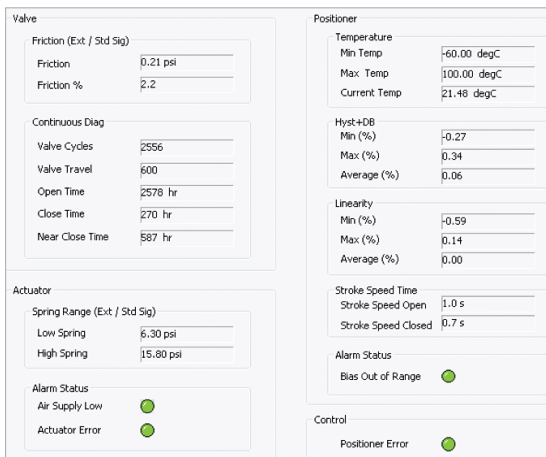 Valve
Friction (Ext / Std Sig)
Friction 0.21 psi
Friction % 2.2
Continuous Diag
Valve Cycles 2556
Valve Travel 600
Open Time 2578 hr
Close Time 270 hr
Near Close Time 587 hr
Actuator
Spring Range (Ext / Std Sig)
Low Spring 6.30 psi
High Spring 15.80 psi
Alarm Status
Air Supply Low
Actuator Error
Positioner
Temperature
Min Temp -60.00 degC
Max Temp 100.00 degC
Current Temp 21.48 degC
Hyst+DB
Min (%) -0.27
Max (%) 0.34
Average (%) 0.06
Linearity
Min (%) -0.59
Max (%) 0.14
Average (%) 0.00
Stroke Speed Time
Stroke Speed Open 1.0 s
Stroke Speed Closed 0.7 s
Alarm Status
Bias Out of Range
Control
Positioner Error